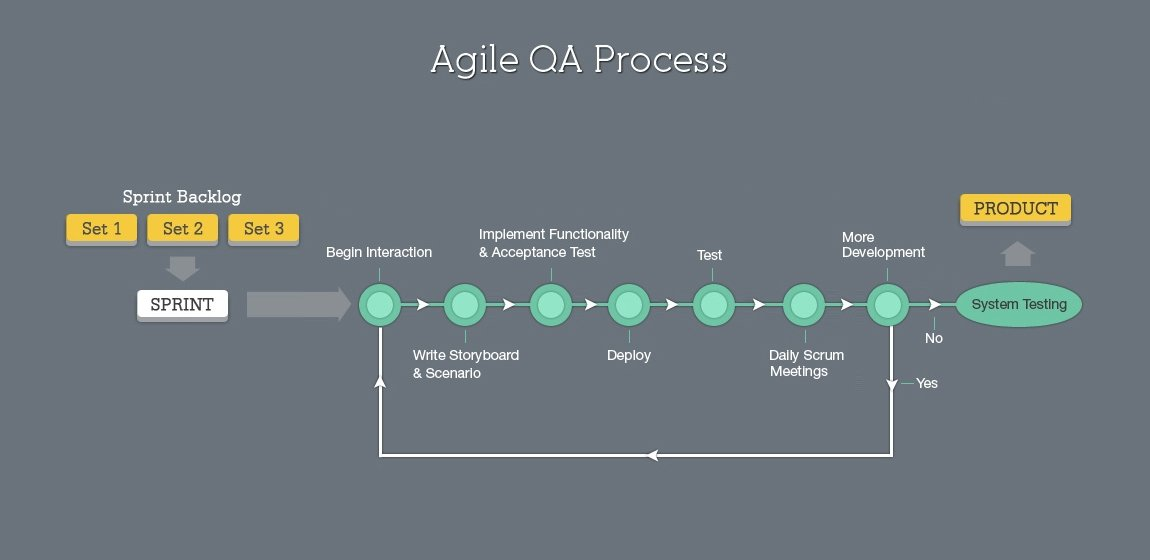 Agile QA Process
Sprint Backlog
Set 1
Set 2
Set 3
SPRINT
Begin Interaction
Write Storyboard
& Scenario
Implement Functionality
& Acceptance Test
Deploy
Test
Daily Scrum
Meetings
More
Development
No
Yes
System Testing
PRODUCT